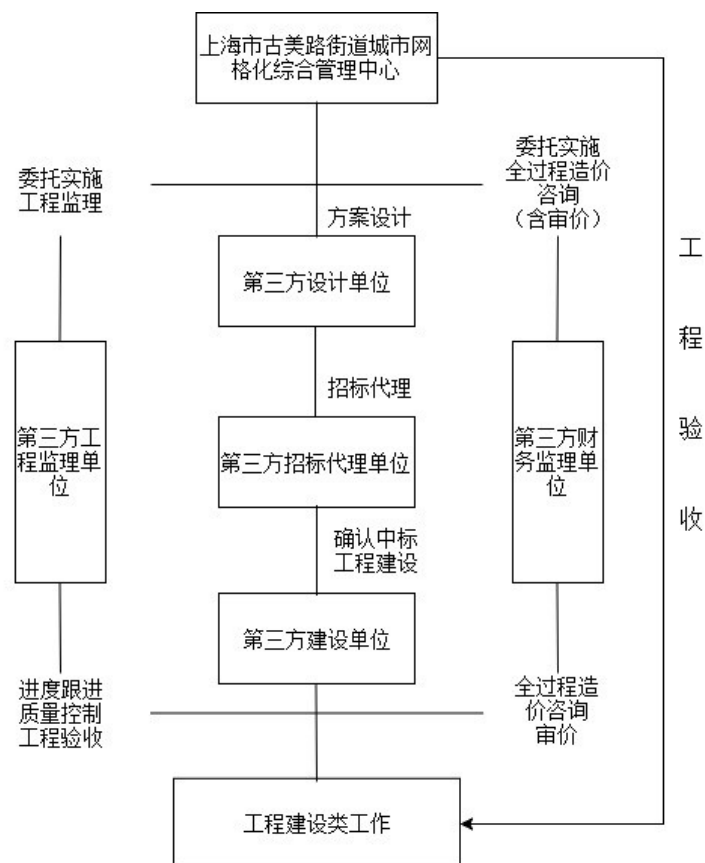 上海市古美路街道城市网
格化综合管理中心
委托实施
工程监理
委托实施
全过程造价
咨询
（含审价）
方案设计
第三方设计单位
招标代理
第三方工
程监理单
位
第三方招标代理单位
第三方财
务监理单
位
确认中标
工程建设
第三方建设单位
进度跟进
质量控制
工程验收
全过程造
价咨询
审价
工程建设类工作
工
程
验
收